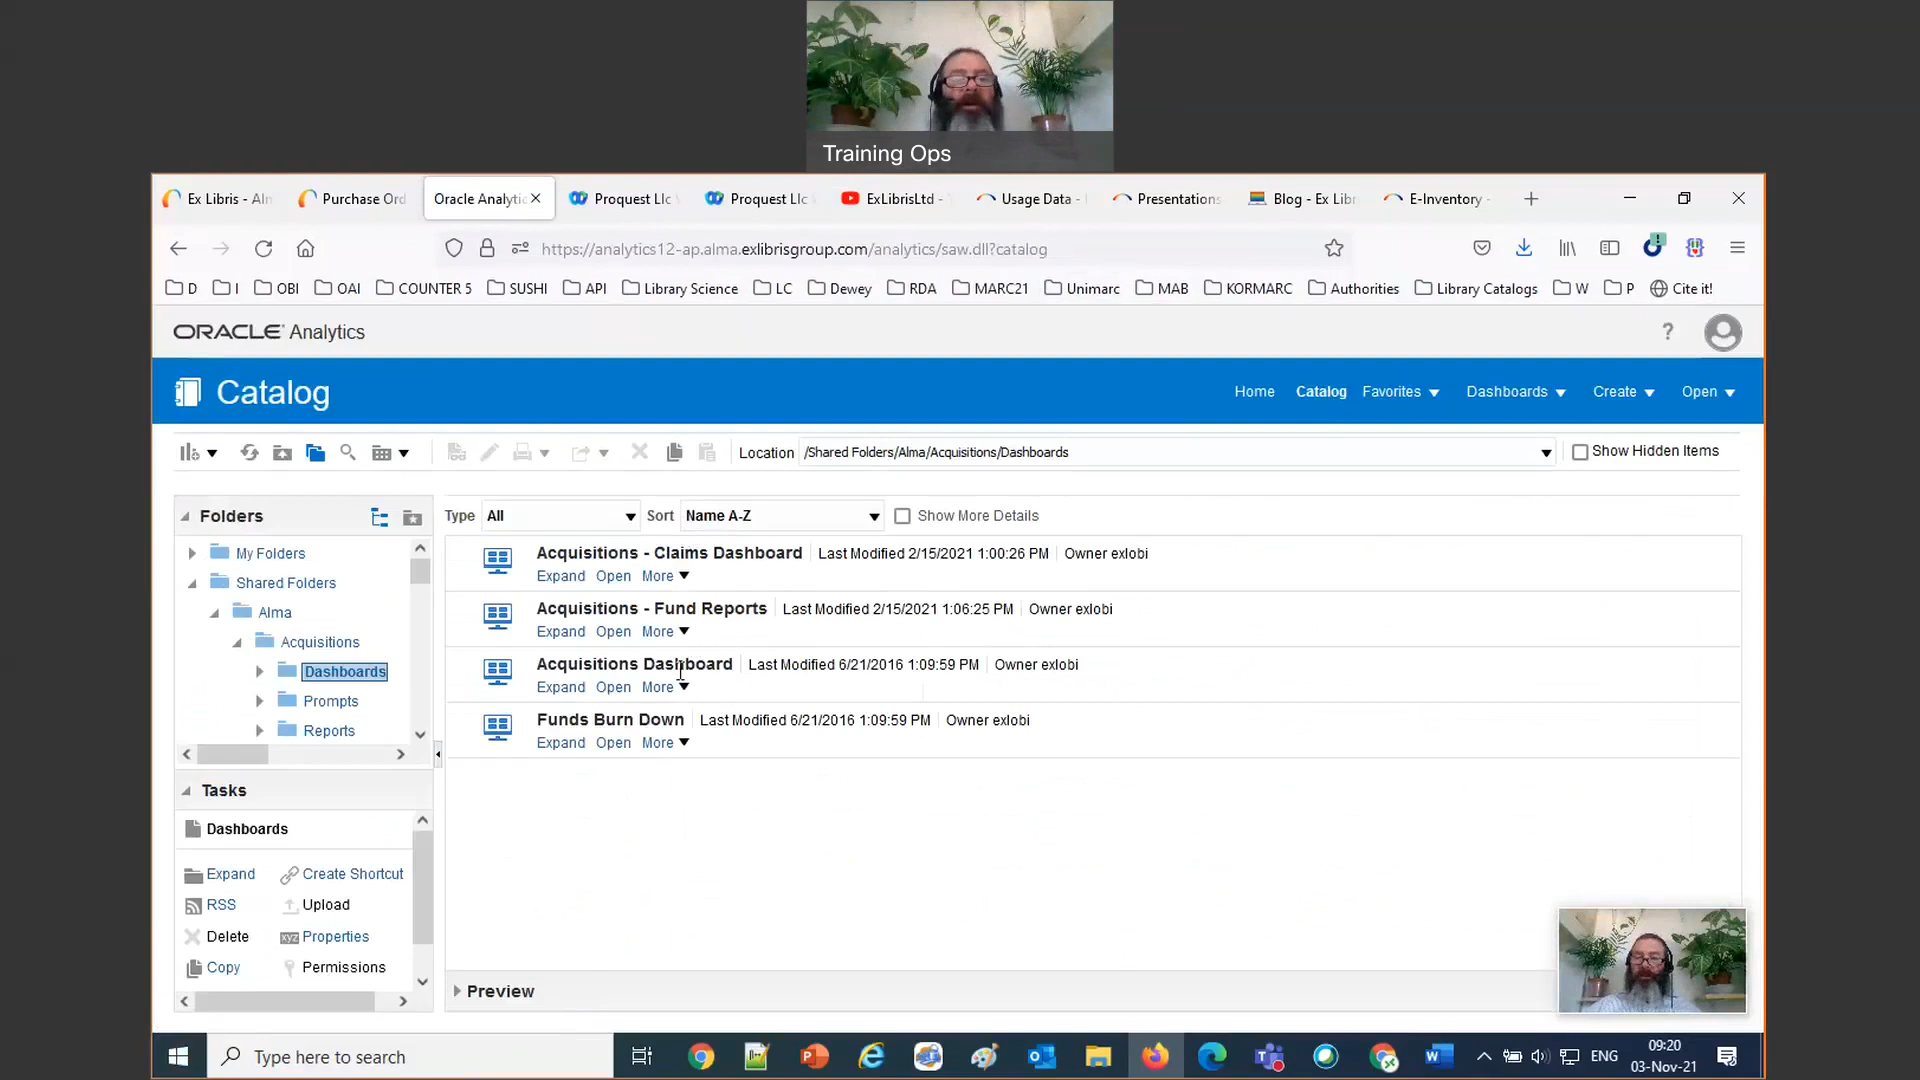 Training Ops
Ex Libris - Alm
Purchase Ord
Oracle Analytic
Proquest Llc
Proquest Llc
ExLibrisLtd -
Usage Data -
Presentations
Blog - Ex Libri
E-Inventory -
https://analytics12-ap.alma.exlibrisgroup.com/analytics/saw.dll?catalog
D
I
OBI
OAI
COUNTER 5
SUSHI
API
Library Science
LC
Dewey
RDA
MARC21
Unimarc
MAB
KORMARC
Authorities
Library Catalogs
W
P
Cite it!
ORACLE Analytics
?
Catalog
Home
Catalog
Favorites
Dashboards
Create
Open
Location
/Shared Folders/Alma/Acquisitions/Dashboards
Show Hidden Items
Folders
My Folders
Shared Folders
Alma
Acquisitions
Dashboards
Prompts
Reports
Type All Sort Name A-Z Show More Details
Acquisitions - Claims Dashboard Last Modified 2/15/2021 1:00:26 PM Owner exlobi
Expand Open More
Acquisitions - Fund Reports Last Modified 2/15/2021 1:06:25 PM Owner exlobi
Expand Open More
Acquisitions Dashboard Last Modified 6/21/2016 1:09:59 PM Owner exlobi
Expand Open More
Funds Burn Down Last Modified 6/21/2016 1:09:59 PM Owner exlobi
Expand Open More
Tasks
Dashboards
Expand Create Shortcut
RSS Upload
Delete xyz Properties
Copy Permissions
Preview
Type here to search
ENG
09:20
03-Nov-21